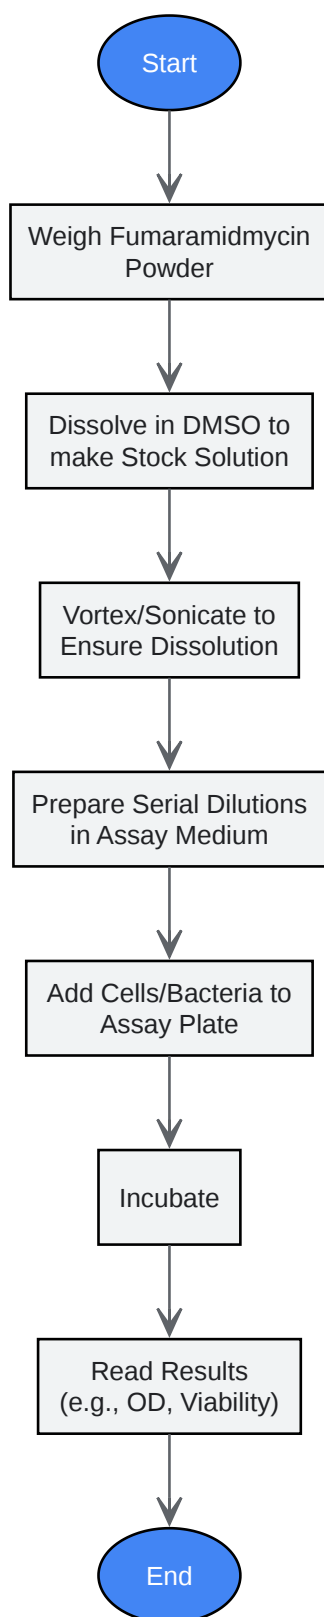 Start
Weigh Fumaramidmycin
Powder
Dissolve in DMSO to
make Stock Solution
Vortex/Sonicate to
Ensure Dissolution
Prepare Serial Dilutions
in Assay Medium
Add Cells/Bacteria to
Assay Plate
Incubate
Read Results
(e.g., OD, Viability)
End